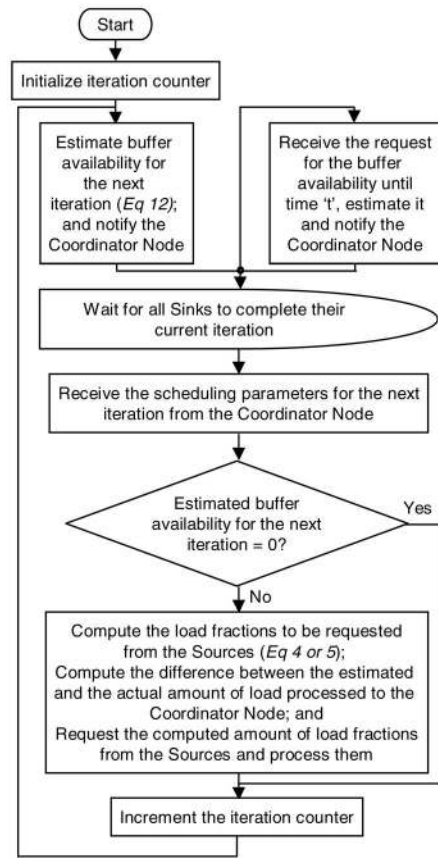 Start
Initialize iteration counter
Estimate buffer
availability for
the next
iteration (Eq 12);
and notify the
Coordinator Node
Receive the request
for the buffer
availability until
time ‘t’, estimate it
and notify the
Coordinator Node
Wait for all Sinks to complete their
current iteration
Receive the scheduling parameters for the next
iteration from the Coordinator Node
Estimated buffer
availability for the next
iteration = 0?
Yes
No
Compute the load fractions to be requested
from the Sources (Eq 4 or 5);
Compute the difference between the estimated
and the actual amount of load processed to the
Coordinator Node; and
Request the computed amount of load fractions
from the Sources and process them
Increment the iteration counter